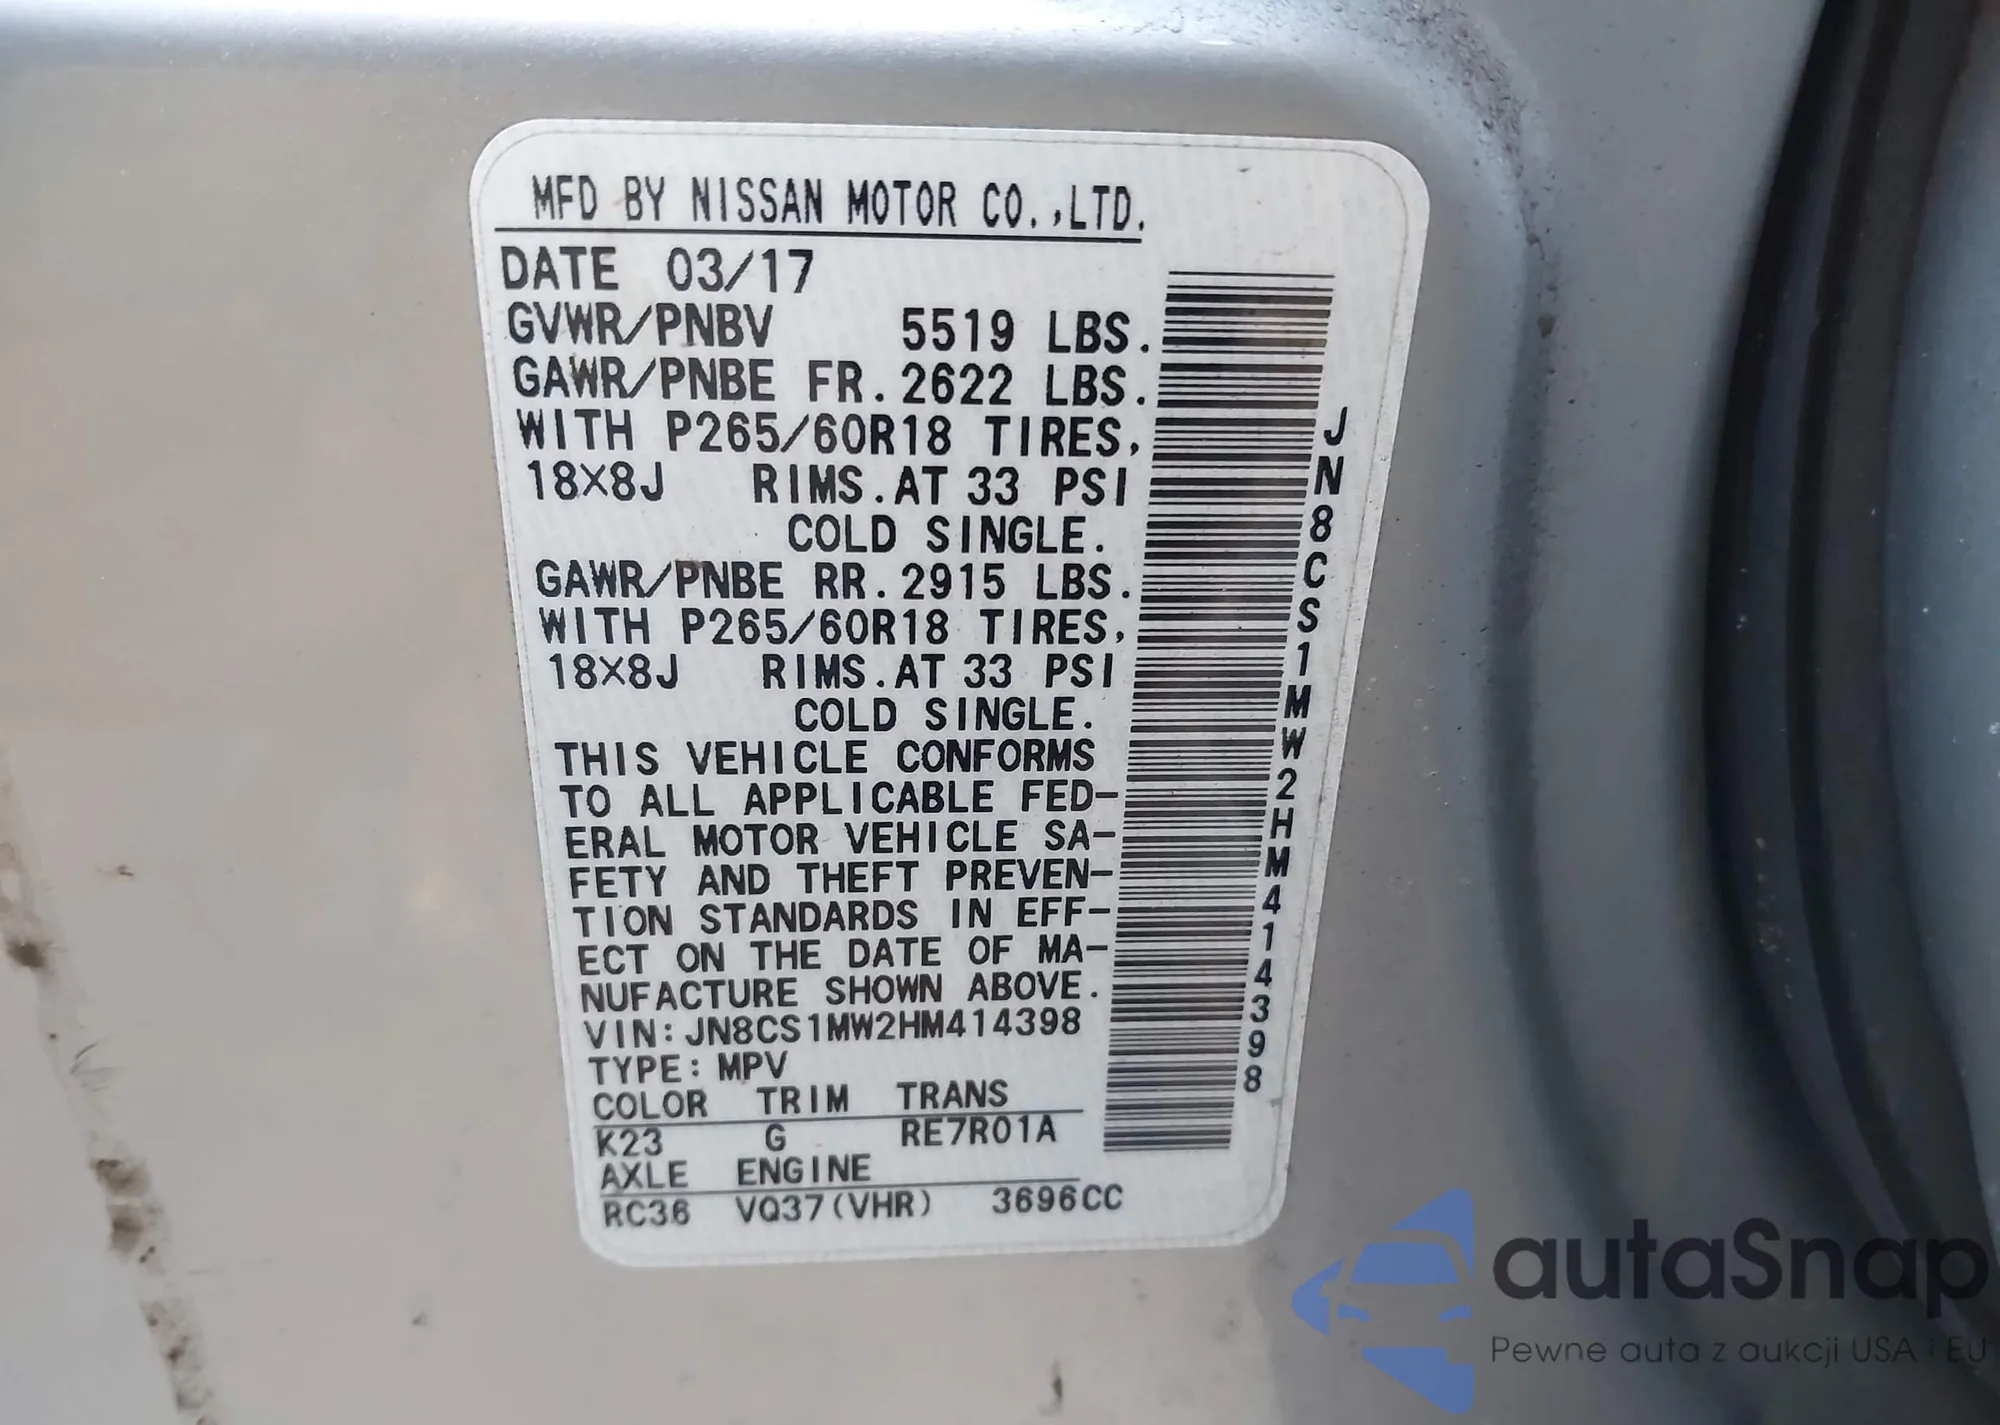 MFD BY NISSAN MOTOR CO.,LTD.
DATE 03/17
GVWR/PNBV 5519 LBS.
GAWR/PNBE FR.2622 LBS.
WITH P265/60R18 TIRES,
18X8J RIMS.AT 33 PSI
COLD SINGLE.
GAWR/PNBE RR.2915 LBS.
WITH P265/60R18 TIRES,
18X8J RIMS.AT 33 PSI
COLD SINGLE.
THIS VEHICLE CONFORMS
TO ALL APPLICABLE FED-
ERAL MOTOR VEHICLE SA-
FETY AND THEFT PREVEN-
TION STANDARDS IN EFF-
ECT ON THE DATE OF MA-
NUFACTURE SHOWN ABOVE.
VIN:JN8CS1MW2HM414398
TYPE:MPV
COLOR TRIM TRANS
K23 G RE7R01A
AXLE ENGINE
RC36 VQ37(VHR) 3696CC
JN8CS1MW2HM414398
autaSnap
Pewne auta z aukcji USA i EU